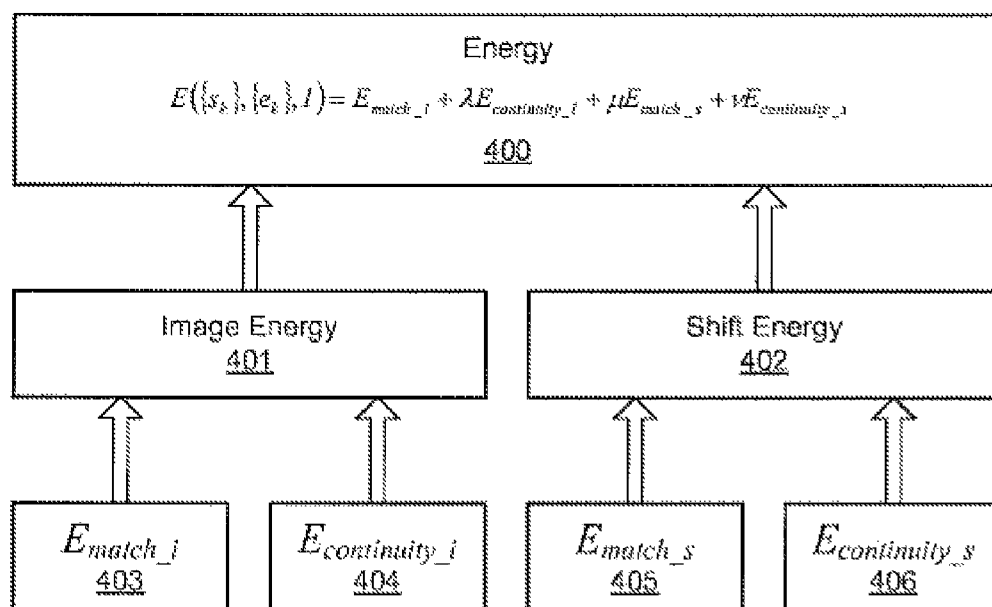 Energy
E({s_k},{e_k},I) = E_match_i + λE_continuity_i + μE_match_s + νE_continuity_s
400
Image Energy
401
Shift Energy
402
E_match_i
403
E_continuity_i
404
E_match_s
405
E_continuity_s
406